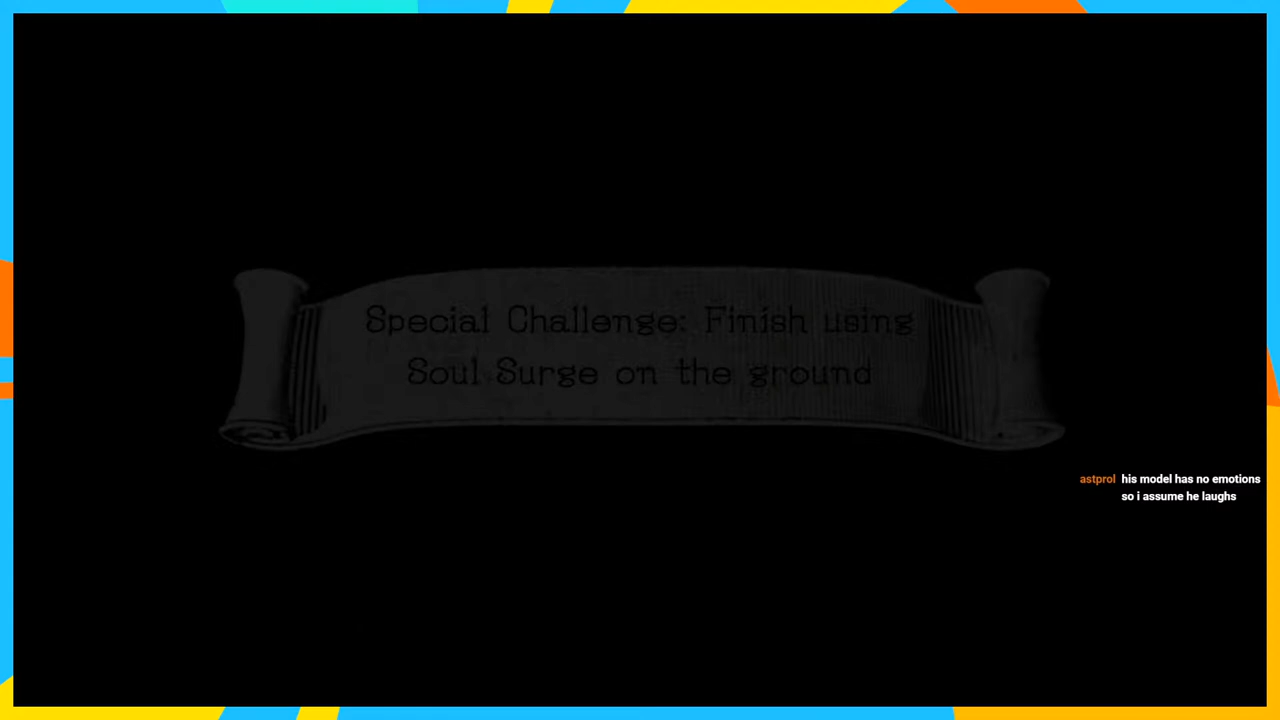 Special Challenge: Finish using
Soul Surge on the ground
astprol his model has no emotions
so i assume he laughs